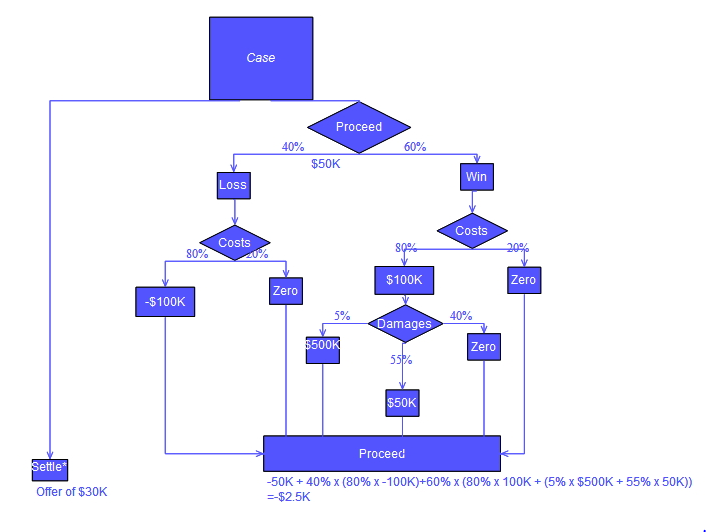 Case
Proceed
40%
60%
$50K
Loss
Win
Costs
Costs
80%
20%
80%
20%
-$100K
Zero
$100K
Zero
5%
Damages
40%
$500K
Zero
55%
$50K
Proceed
Settle*
Offer of $30K
-50K + 40% x (80% x -100K)+60% x (80% x 100K + (5% x $500K + 55% x 50K))
=-$2.5K